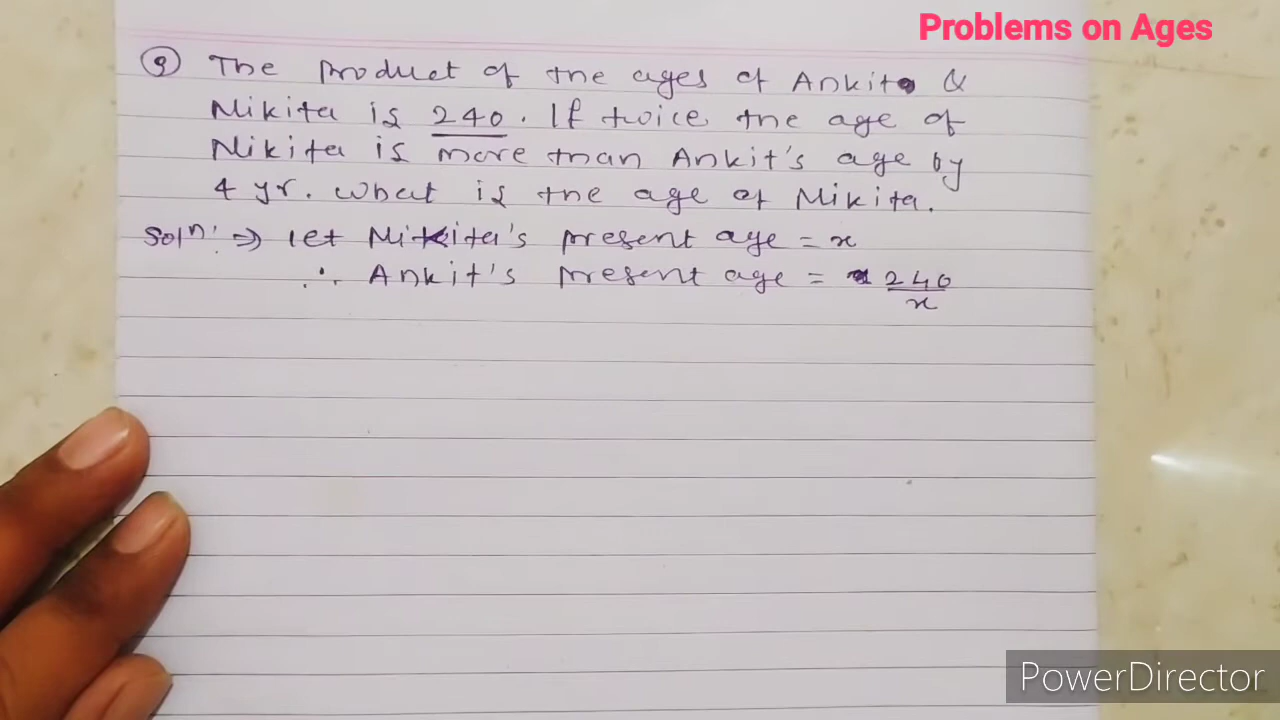 Problems on Ages
9 The product of the ages of Ankit &
Nikita is 240. If twice the age of
Nikita is more than Ankit's age by
4 yr. What is the age of Nikita.
Solⁿ: ⇒ let Nikita's present age = x
∴ Ankit's present age = 240/x
PowerDirector